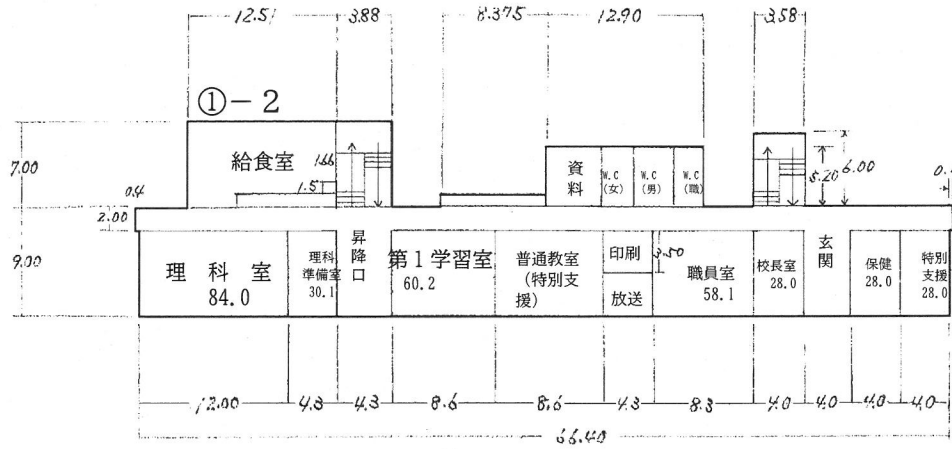 12.51
3.88
8.375
12.90
3.58
①－2
給食室
1.66
1.5
資料
W.C
(女)
W.C
(男)
W.C
(職)
5.20
6.00
7.00
0.4
2.00
9.00
理科室
84.0
理科
準備室
30.1
昇降口
第1学習室
60.2
普通教室
（特別支
援）
印刷
放送
3.50
職員室
58.1
校長室
28.0
玄関
保健
28.0
特別
支援
28.0
12.00
4.3
4.3
8.6
8.6
4.3
8.3
4.0
4.0
4.0
4.0
66.40